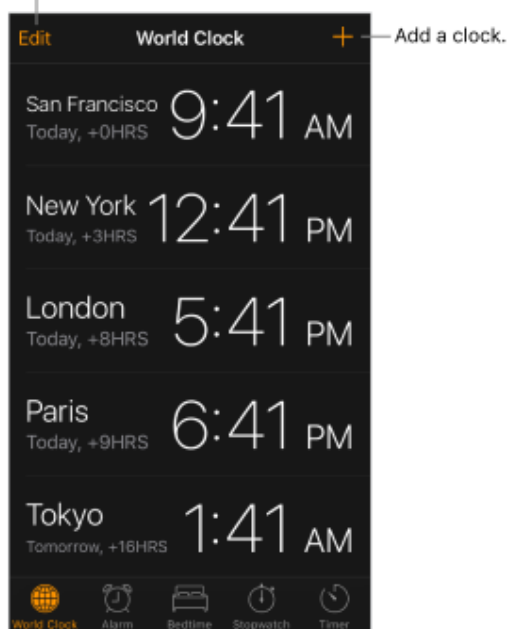 Edit World Clock + Add a clock.
San Francisco 9:41 AM
Today, +0HRS
New York 12:41 PM
Today, +3HRS
London 5:41 PM
Today, +8HRS
Paris 6:41 PM
Today, +9HRS
Tokyo 1:41 AM
Tomorrow, +16HRS
World Clock Alarm Bedtime Stopwatch Timer